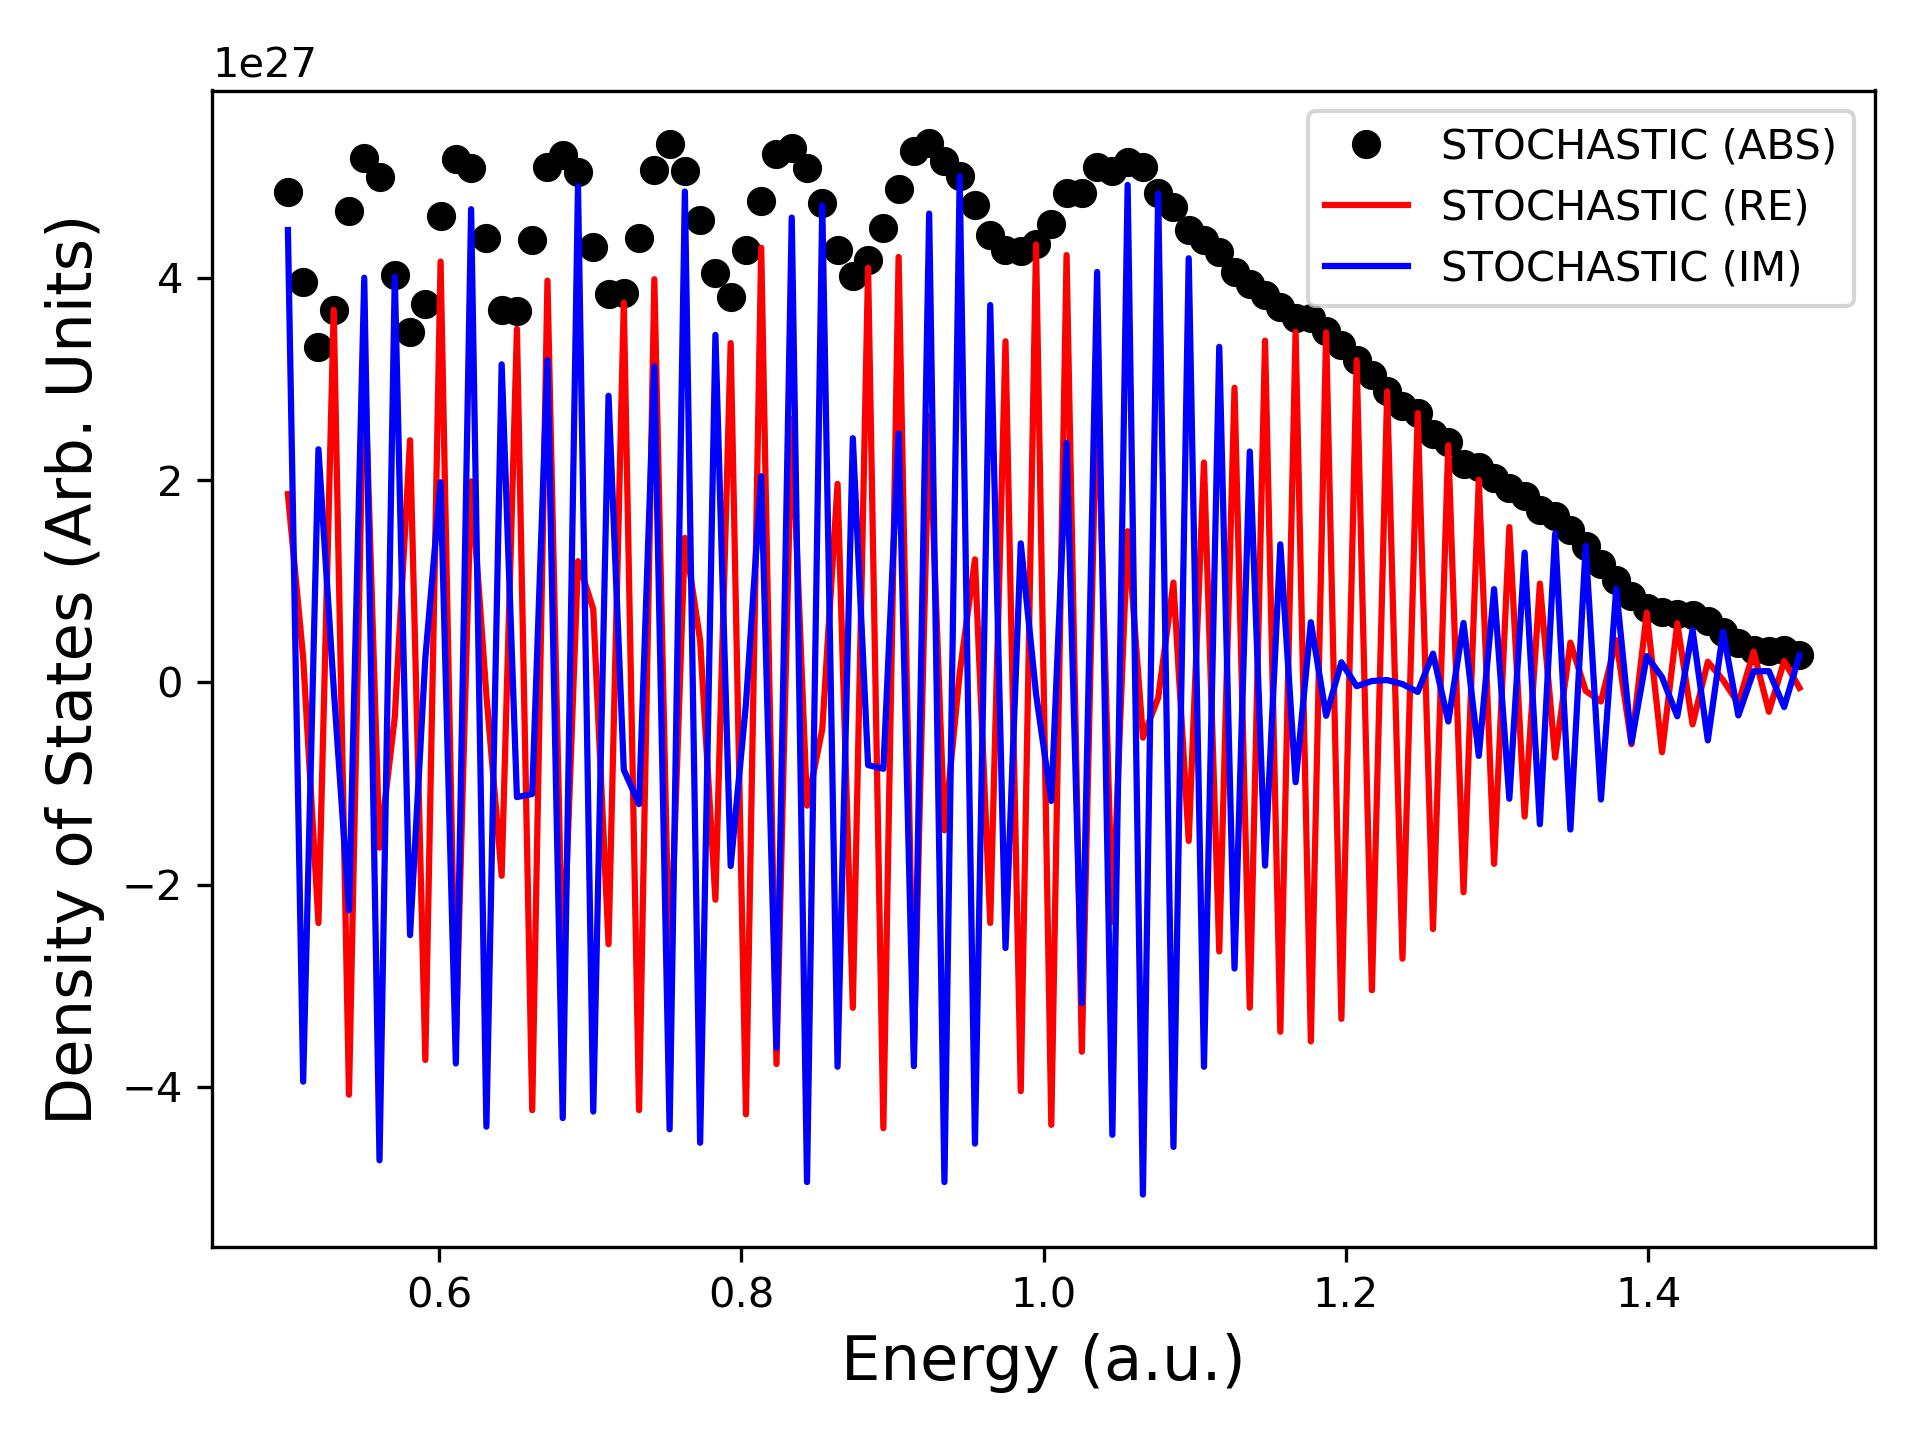 1e27
STOCHASTIC (ABS)
STOCHASTIC (RE)
STOCHASTIC (IM)
Density of States (Arb. Units)
4
2
0
−2
−4
0.6 0.8 1.0 1.2 1.4
Energy (a.u.)